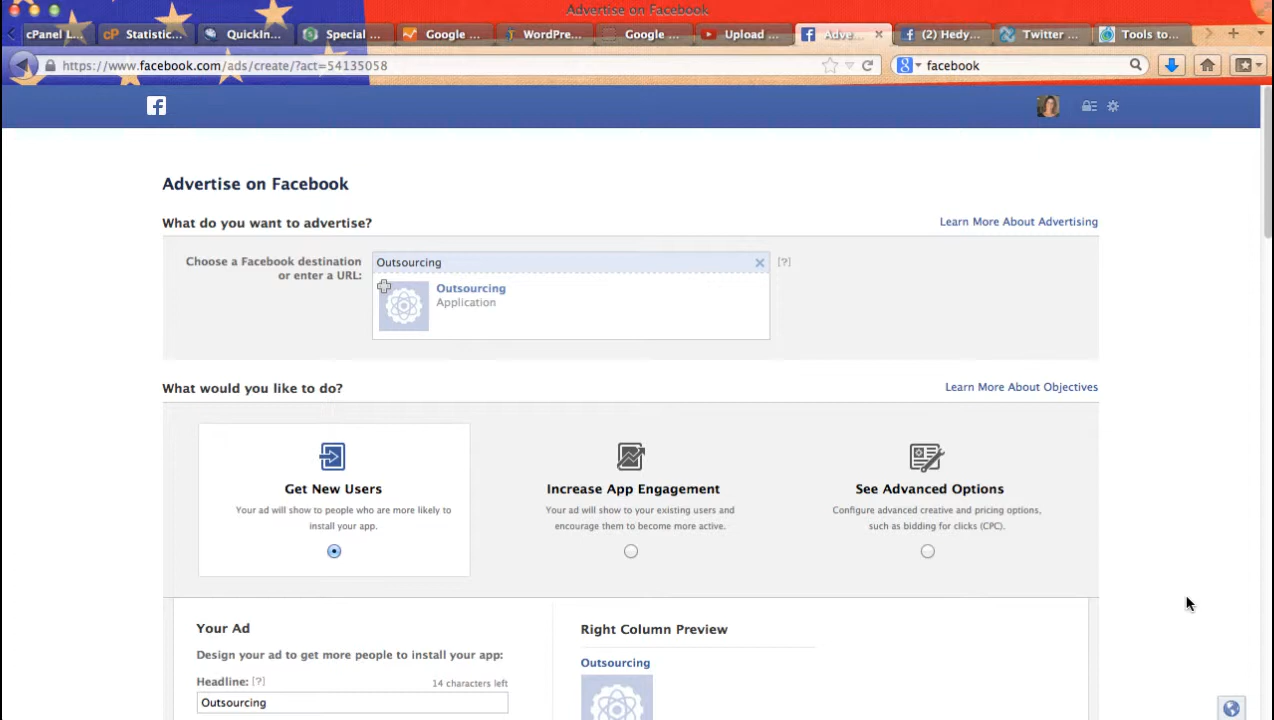 Advertise on Facebook
cPanel L...
Statistic...
QuickIn...
Special ...
Google ...
WordPre...
Google ...
Upload ...
Adve...
(2) Hedy...
Twitter ...
Tools to...
https://www.facebook.com/ads/create/?act=54135058
facebook
Advertise on Facebook
What do you want to advertise?
Learn More About Advertising
Choose a Facebook destination
or enter a URL:
Outsourcing
[?]
Outsourcing
Application
What would you like to do?
Learn More About Objectives
Get New Users
Your ad will show to people who are more likely to
install your app.
Increase App Engagement
Your ad will show to your existing users and
encourage them to become more active.
See Advanced Options
Configure advanced creative and pricing options,
such as bidding for clicks (CPC).
Your Ad
Design your ad to get more people to install your app:
Headline: [?]
14 characters left
Outsourcing
Right Column Preview
Outsourcing